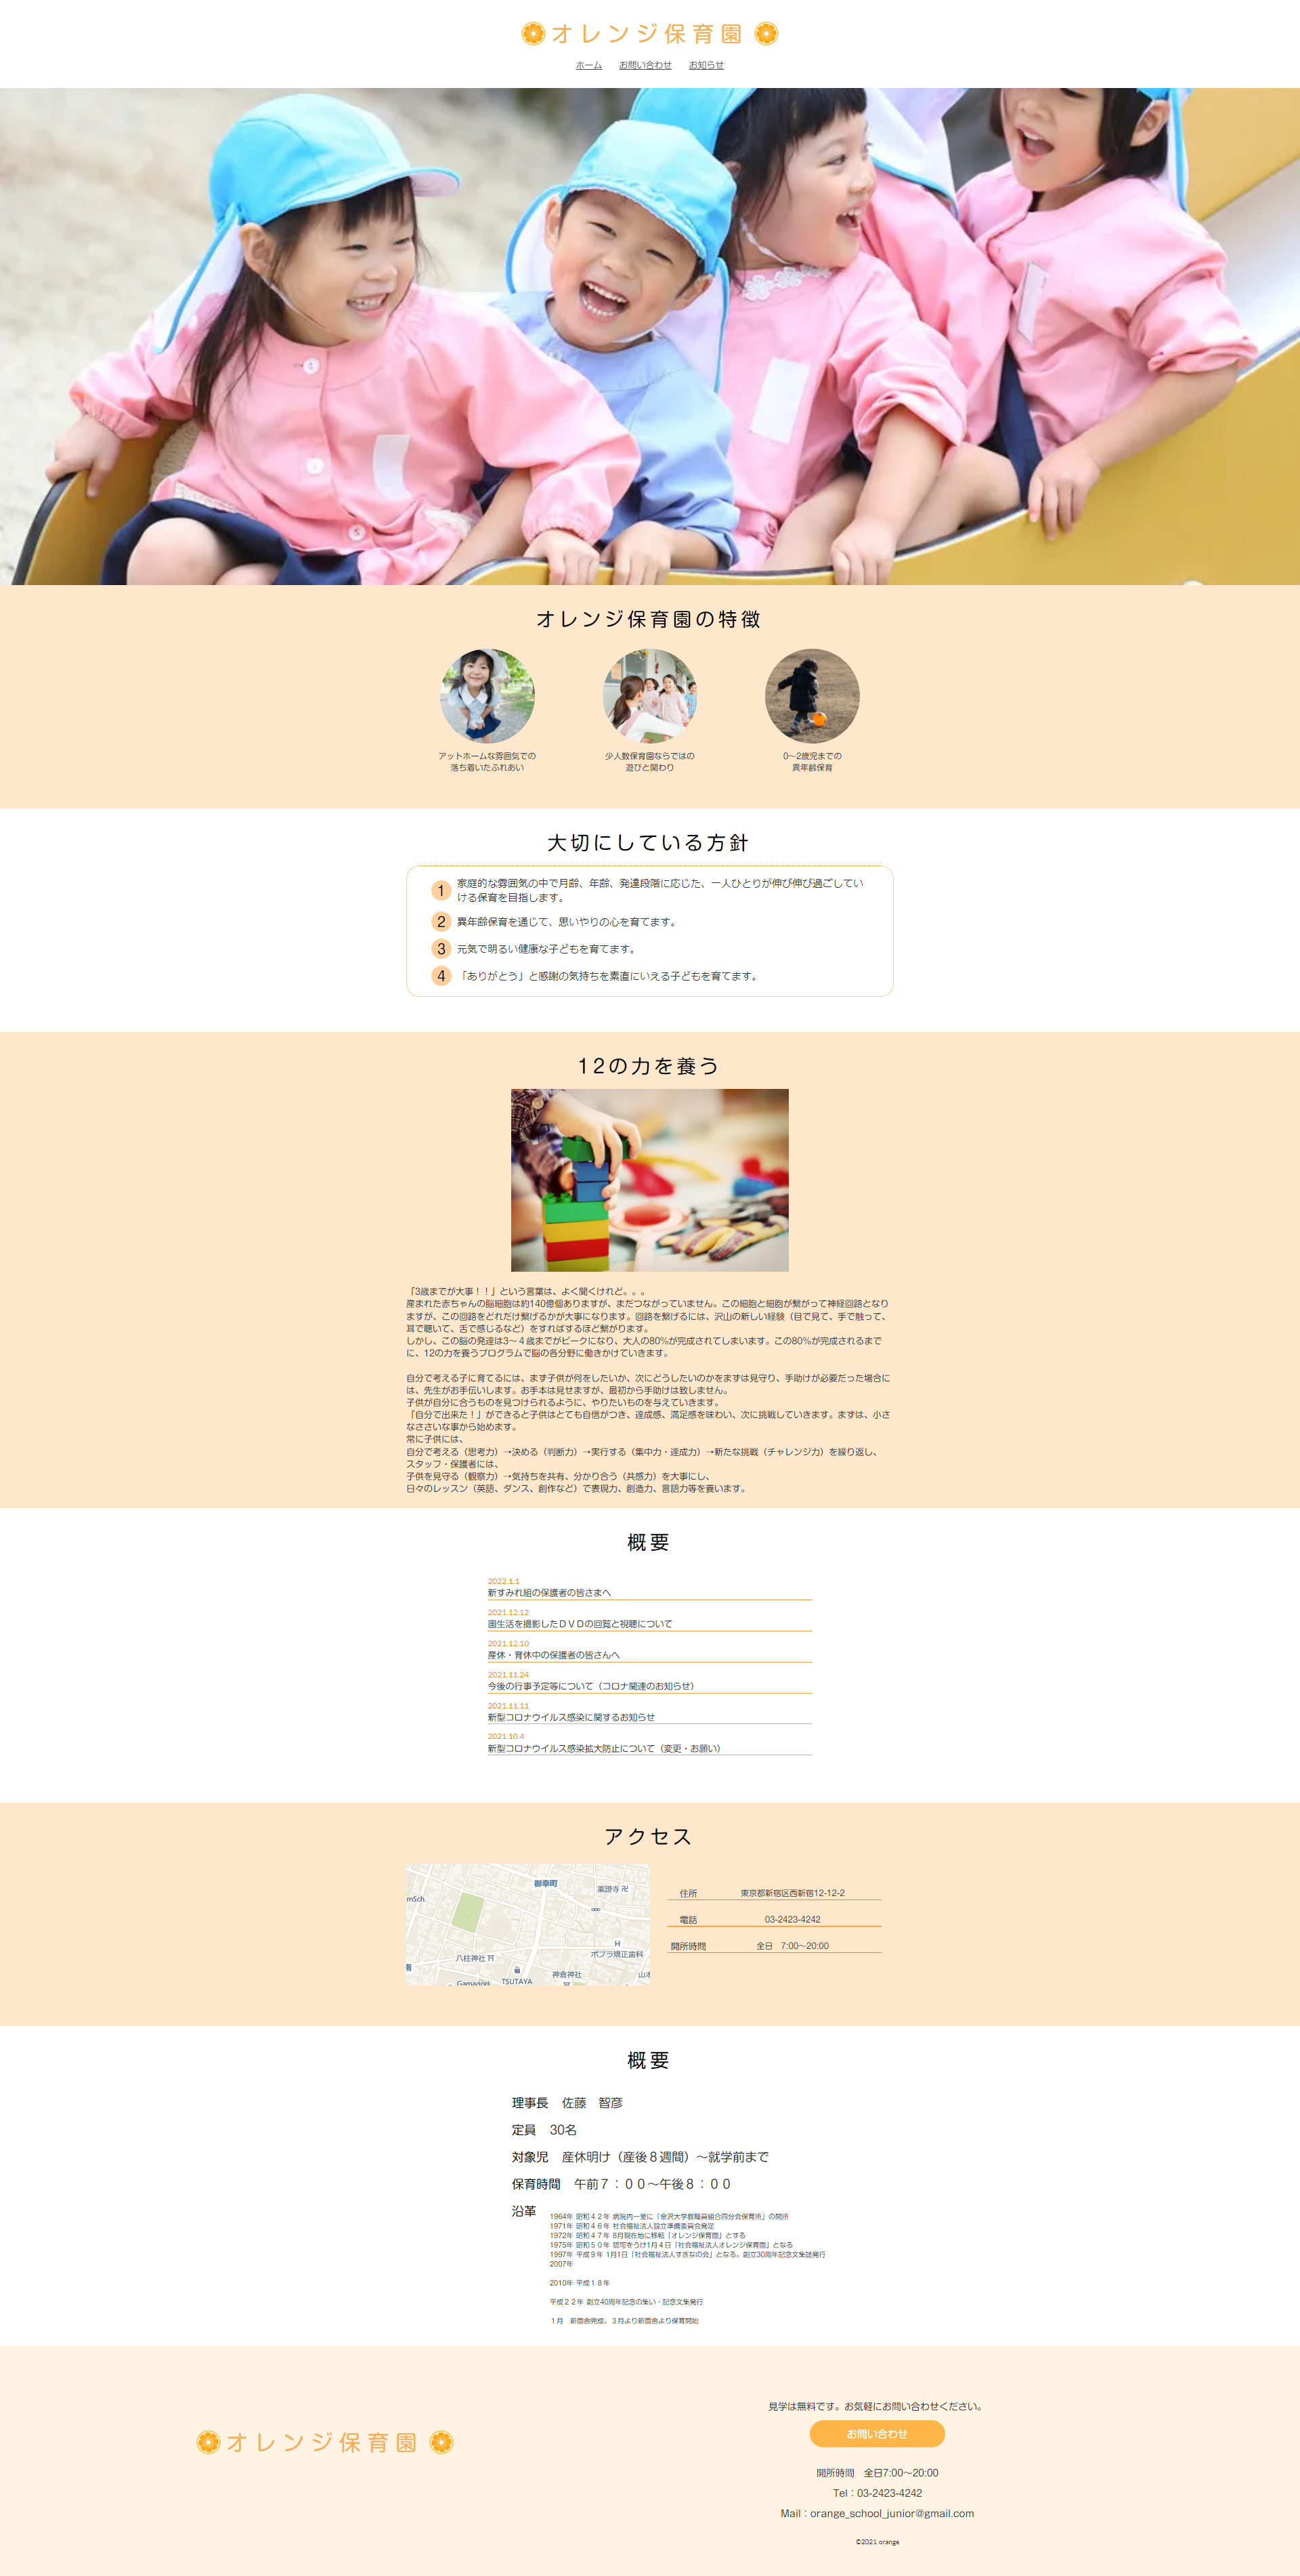 オレンジ保育園
ホーム お問い合わせ お知らせ
オレンジ保育園の特徴
アットホームな雰囲気での
落ち着いたふれあい
少人数保育園ならではの
遊びと関わり
0〜2歳児までの
異年齢保育
大切にしている方針
1 家庭的な雰囲気の中で月齢、年齢、発達段階に応じた、一人ひとりが伸び伸び過ごしてい
ける保育を目指します。
2 異年齢保育を通じて、思いやりの心を育てます。
3 元気で明るい健康な子どもを育てます。
4 「ありがとう」と感謝の気持ちを素直にいえる子どもを育てます。
12の力を養う
「3歳までが大事！！」という言葉は、よく聞くけれど。。。
産まれた赤ちゃんの脳細胞は約140億個ありますが、まだつながっていません。この細胞と細胞が繋がって神経回路となり
ますが、この回路をどれだけ繋げるかが大事になります。回路を繋げるには、沢山の新しい経験（目で見て、手で触って、
耳で聴いて、舌で感じるなど）をすればするほど繋がります。
しかし、この脳の発達は3〜４歳までがピークになり、大人の80%が完成されてしまいます。この80%が完成されるまで
に、12の力を養うプログラムで脳の各分野に働きかけていきます。
自分で考える子に育てるには、まず子供が何をしたいか、次にどうしたいのかをまずは見守り、手助けが必要だった場合に
は、先生がお手伝いします。お手本は見せますが、最初から手助けは致しません。
子供が自分に合うものを見つけられるように、やりたいものを与えていきます。
「自分で出来た！」ができると子供はとても自信がつき、達成感、満足感を味わい、次に挑戦していきます。まずは、小さ
なささいな事から始めます。
常に子供には、
自分で考える（思考力）→決める（判断力）→実行する（集中力・達成力）→新たな挑戦（チャレンジ力）を繰り返し、
スタッフ・保護者には、
子供を見守る（観察力）→気持ちを共有、分かり合う（共感力）を大事にし、
日々のレッスン（英語、ダンス、創作など）で表現力、創造力、言語力等を養います。
概要
2022.1.1
新すみれ組の保護者の皆さまへ
2021.12.12
園生活を撮影したＤＶＤの回覧と視聴について
2021.12.10
産休・育休中の保護者の皆さんへ
2021.11.24
今後の行事予定等について（コロナ関連のお知らせ）
2021.11.11
新型コロナウイルス感染に関するお知らせ
2021.10.4
新型コロナウイルス感染拡大防止について（変更・お願い）
アクセス
御幸町
薬證寺
mSch.
八柱神社
ポプラ矯正歯科
神倉神社
TSUTAYA
Gamagori
住所 東京都新宿区西新宿12-12-2
電話 03-2423-4242
開所時間 全日　7:00〜20:00
概要
理事長 佐藤　智彦
定員 30名
対象児 産休明け（産後８週間）〜就学前まで
保育時間 午前７：００〜午後８：００
沿革
1964年 昭和４２年 病院内一室に「金沢大学教職員組合四分会保育所」の開所
1971年 昭和４６年 社会福祉法人設立準備委員会発足
1972年 昭和４７年 8月現在地に移転「オレンジ保育園」とする
1975年 昭和５０年 認可をうけ1月４日「社会福祉法人オレンジ保育園」となる
1997年 平成９年 1月1日「社会福祉法人すぎなの会」となる。創立30周年記念文集誌発行
2007年
2010年 平成１８年
平成２２年 創立40周年記念の集い・記念文集発行
１月　新園舎完成、３月より新園舎より保育開始
オレンジ保育園
見学は無料です。お気軽にお問い合わせください。
お問い合わせ
開所時間　全日7:00〜20:00
Tel：03-2423-4242
Mail：orange_school_junior@gmail.com
©2021 orange